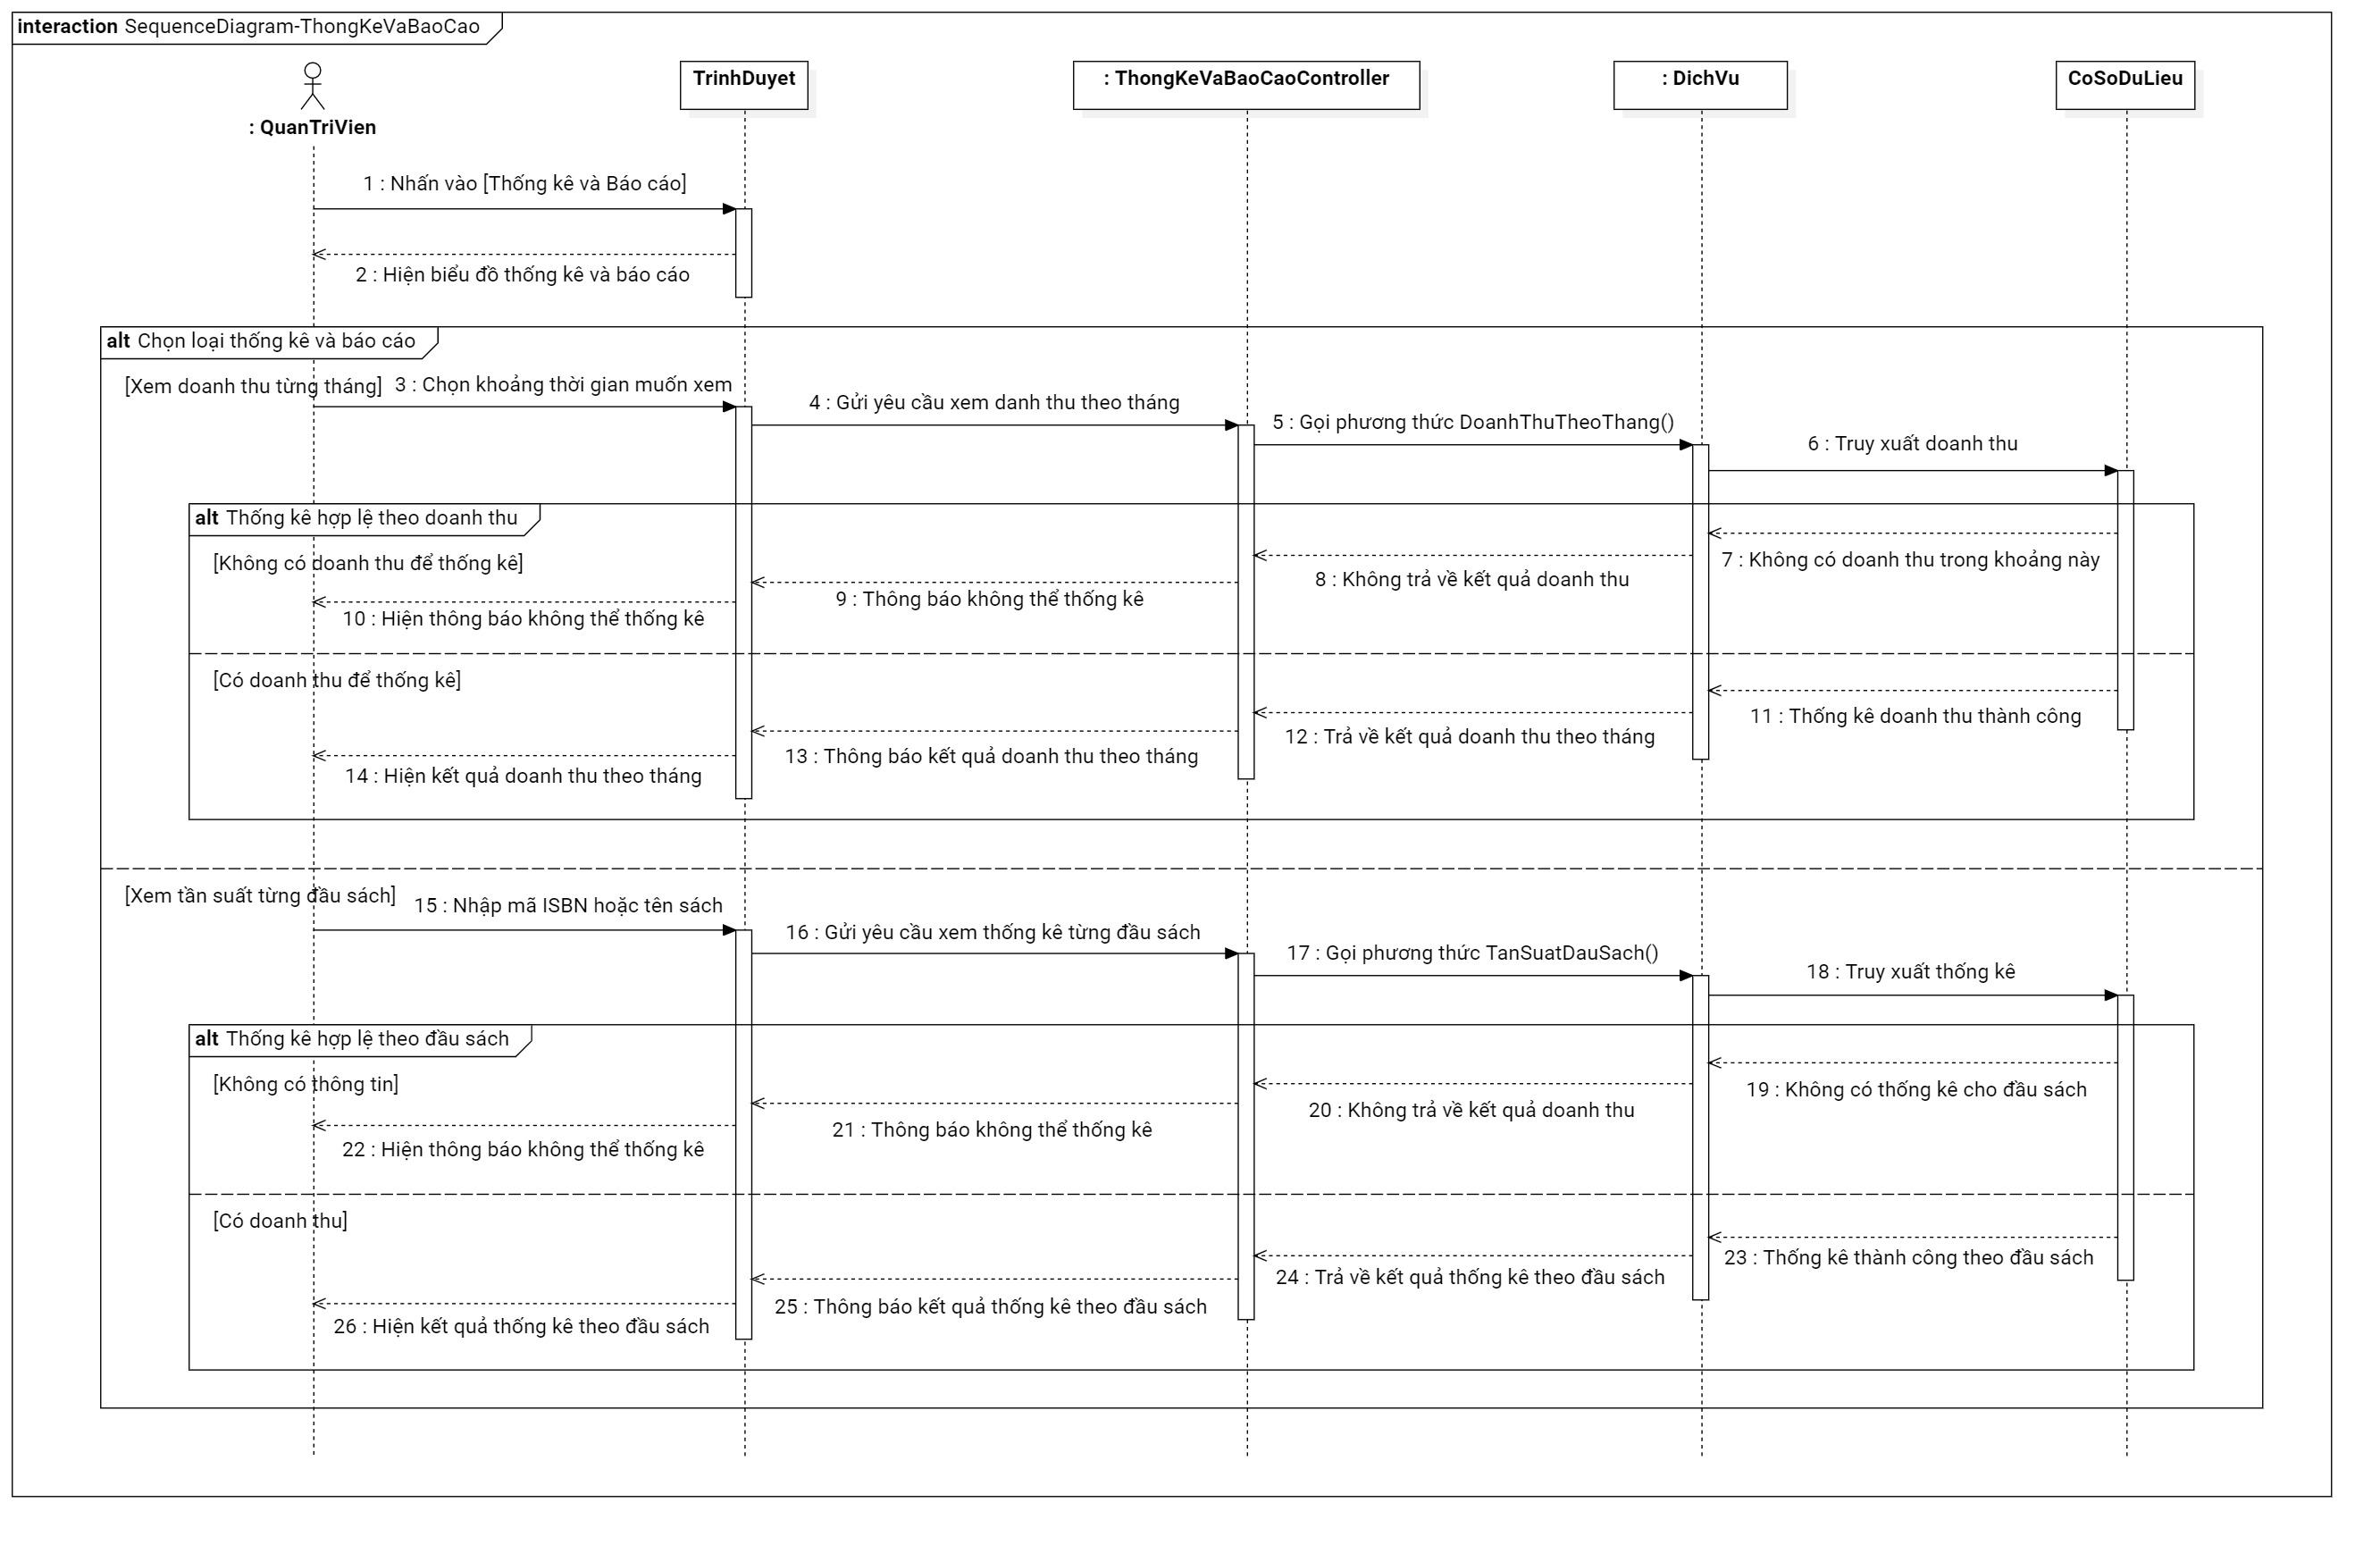 interaction SequenceDiagram-ThongKeVaBaoCao
: QuanTriVien
TrinhDuyet
: ThongKeVaBaoCaoController
: DichVu
CoSoDuLieu
1 : Nhấn vào [Thống kê và Báo cáo]
2 : Hiện biểu đồ thống kê và báo cáo
alt Chọn loại thống kê và báo cáo
[Xem doanh thu từng tháng]
3 : Chọn khoảng thời gian muốn xem
4 : Gửi yêu cầu xem danh thu theo tháng
5 : Gọi phương thức DoanhThuTheoThang()
6 : Truy xuất doanh thu
alt Thống kê hợp lệ theo doanh thu
[Không có doanh thu để thống kê]
7 : Không có doanh thu trong khoảng này
8 : Không trả về kết quả doanh thu
9 : Thông báo không thể thống kê
10 : Hiện thông báo không thể thống kê
[Có doanh thu để thống kê]
11 : Thống kê doanh thu thành công
12 : Trả về kết quả doanh thu theo tháng
13 : Thông báo kết quả doanh thu theo tháng
14 : Hiện kết quả doanh thu theo tháng
[Xem tần suất từng đầu sách]
15 : Nhập mã ISBN hoặc tên sách
16 : Gửi yêu cầu xem thống kê từng đầu sách
17 : Gọi phương thức TanSuatDauSach()
18 : Truy xuất thống kê
alt Thống kê hợp lệ theo đầu sách
[Không có thông tin]
19 : Không có thống kê cho đầu sách
20 : Không trả về kết quả doanh thu
21 : Thông báo không thể thống kê
22 : Hiện thông báo không thể thống kê
[Có doanh thu]
23 : Thống kê thành công theo đầu sách
24 : Trả về kết quả thống kê theo đầu sách
25 : Thông báo kết quả thống kê theo đầu sách
26 : Hiện kết quả thống kê theo đầu sách